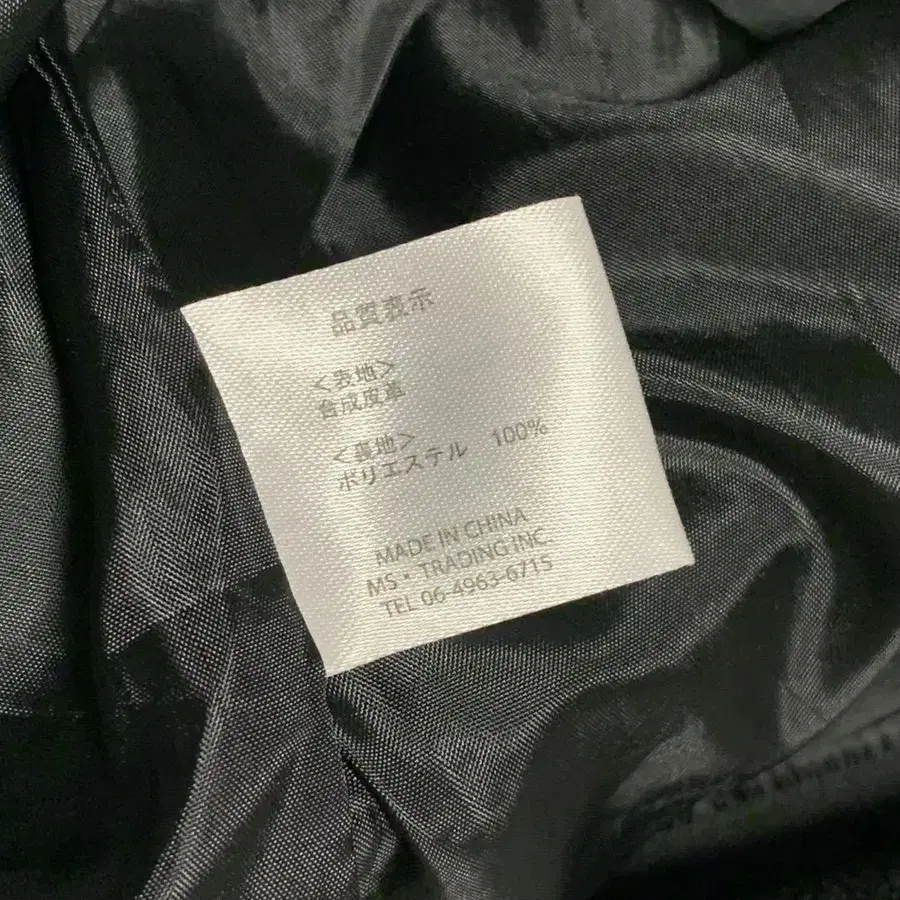 品質表示
<表地>
合成皮革
<裏地>
ポリエステル 100%
MADE IN CHINA
MS・TRADING INC.
TEL 06-4963-6715